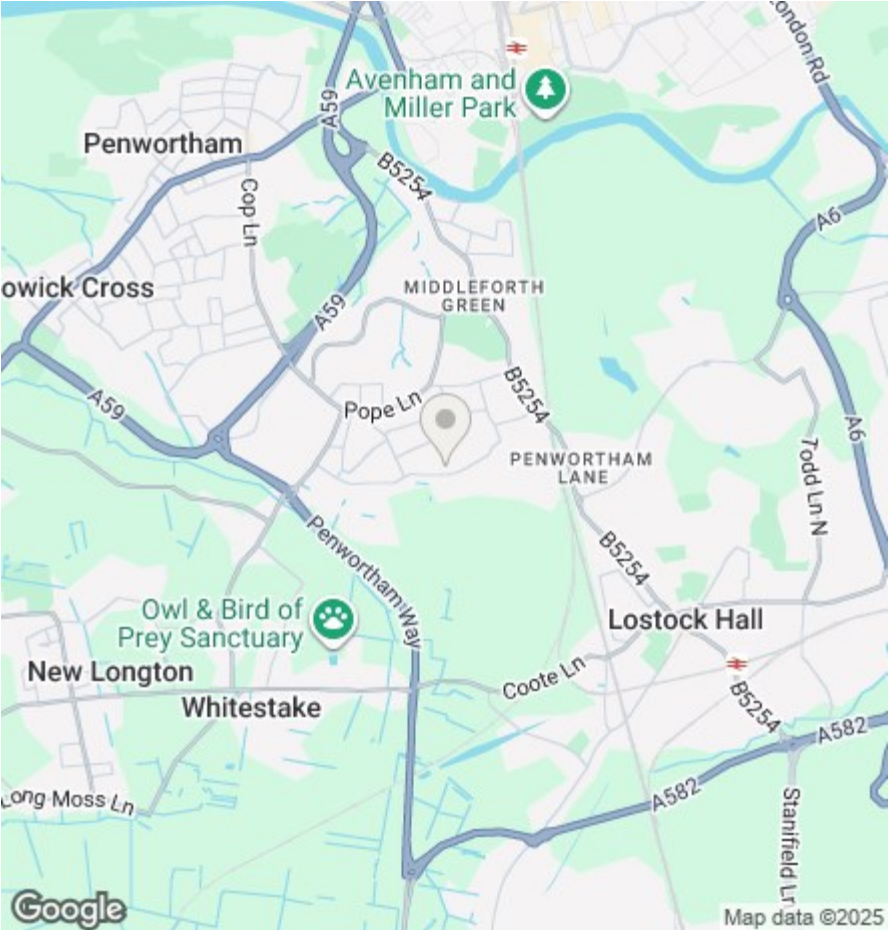 London Rd
Avenham and
Miller Park
A59
Penwortham
B5254
Cop Ln
A6
owick Cross
MIDDLEFORTH
GREEN
A59
B5254
A59
Pope Ln
A6
PENWORTHAM
LANE
Todd Ln N
Penwortham Way
B5254
Owl & Bird of
Prey Sanctuary
Lostock Hall
New Longton
Coote Ln
Whitestake
B5254
A582
Long Moss Ln
A582
Stanifield Ln
Google
Map data ©2025